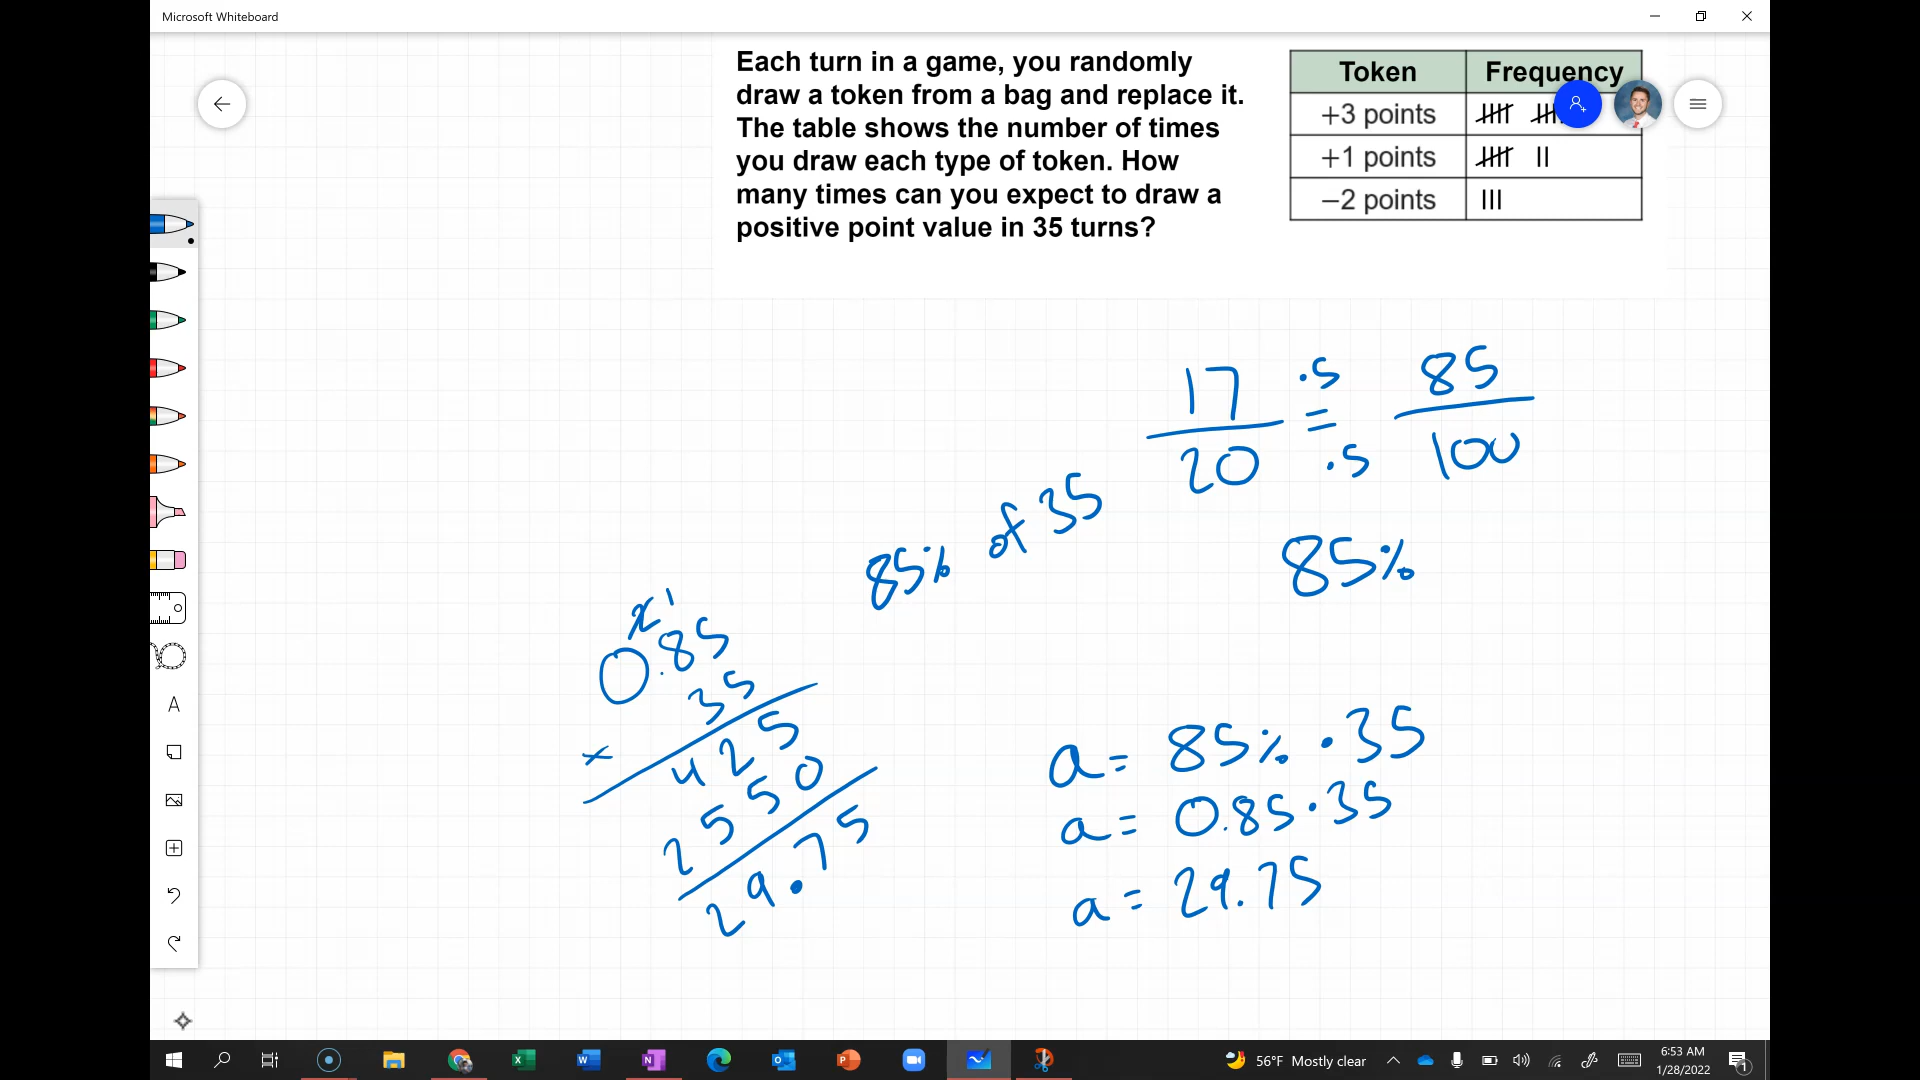 Microsoft Whiteboard
Each turn in a game, you randomly
draw a token from a bag and replace it.
The table shows the number of times
you draw each type of token. How
many times can you expect to draw a
positive point value in 35 turns?
Token Frequency
+3 points
+1 points
−2 points
17/20 ·5 = ·5 85/100
85% of 35
85%
2 1
0.85
× 35
425
2550
29.75
a = 85% · 35
a = 0.85 · 35
a = 29.75
A
56°F Mostly clear
6:53 AM
1/28/2022
1